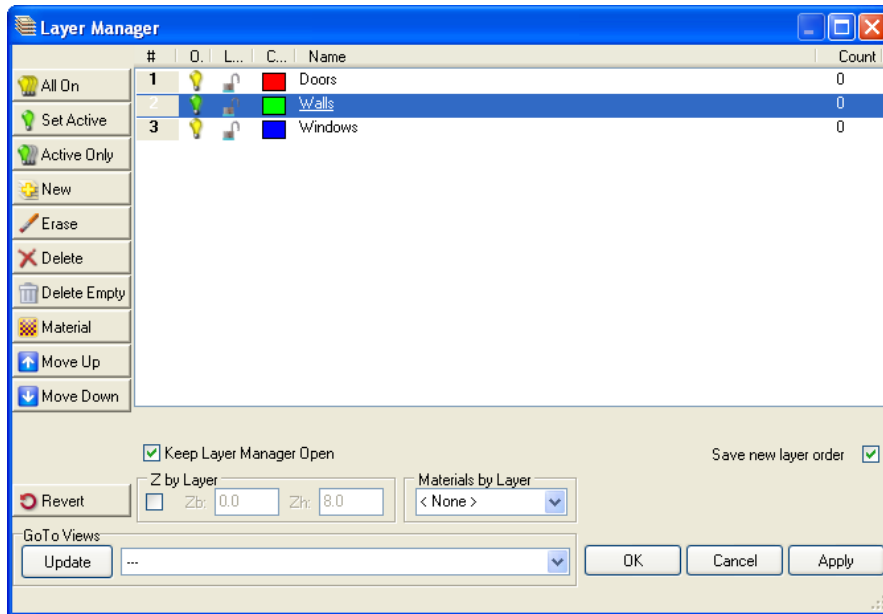 Layer Manager
# O. L... C... Name Count
All On
Set Active
Active Only
New
Erase
Delete
Delete Empty
Material
Move Up
Move Down
1 Doors 0
2 Walls 0
3 Windows 0
Keep Layer Manager Open
Save new layer order
Revert
Z by Layer
Zb: 0.0 Zh: 8.0
Materials by Layer
< None >
GoTo Views
Update
---
OK
Cancel
Apply